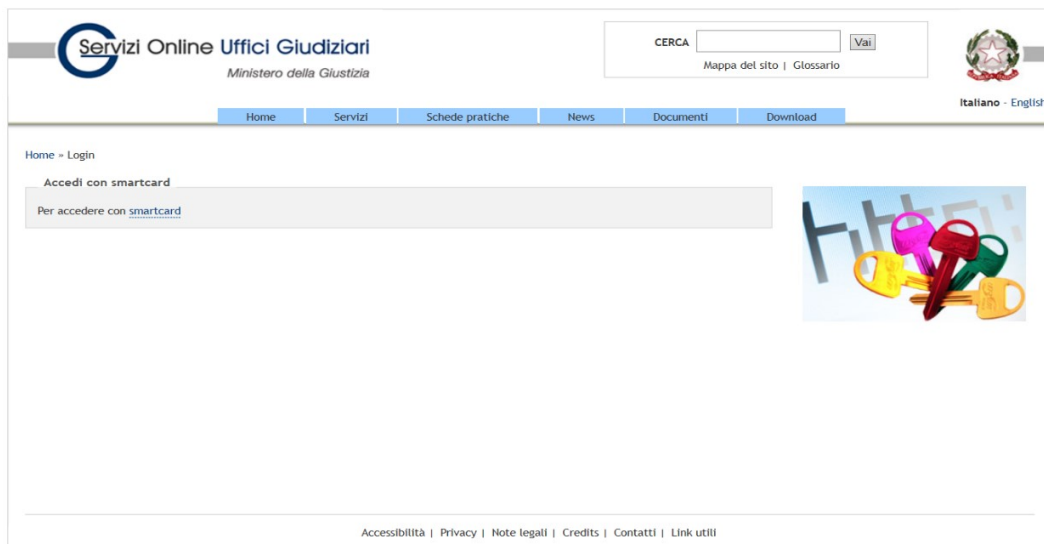 Servizi Online Uffici Giudiziari
Ministero della Giustizia
CERCA Vai
Mappa del sito | Glossario
Italiano - English
Home Servizi Schede pratiche News Documenti Download
Home » Login
Accedi con smartcard
Per accedere con smartcard
http:
Accessibilità | Privacy | Note legali | Credits | Contatti | Link utili